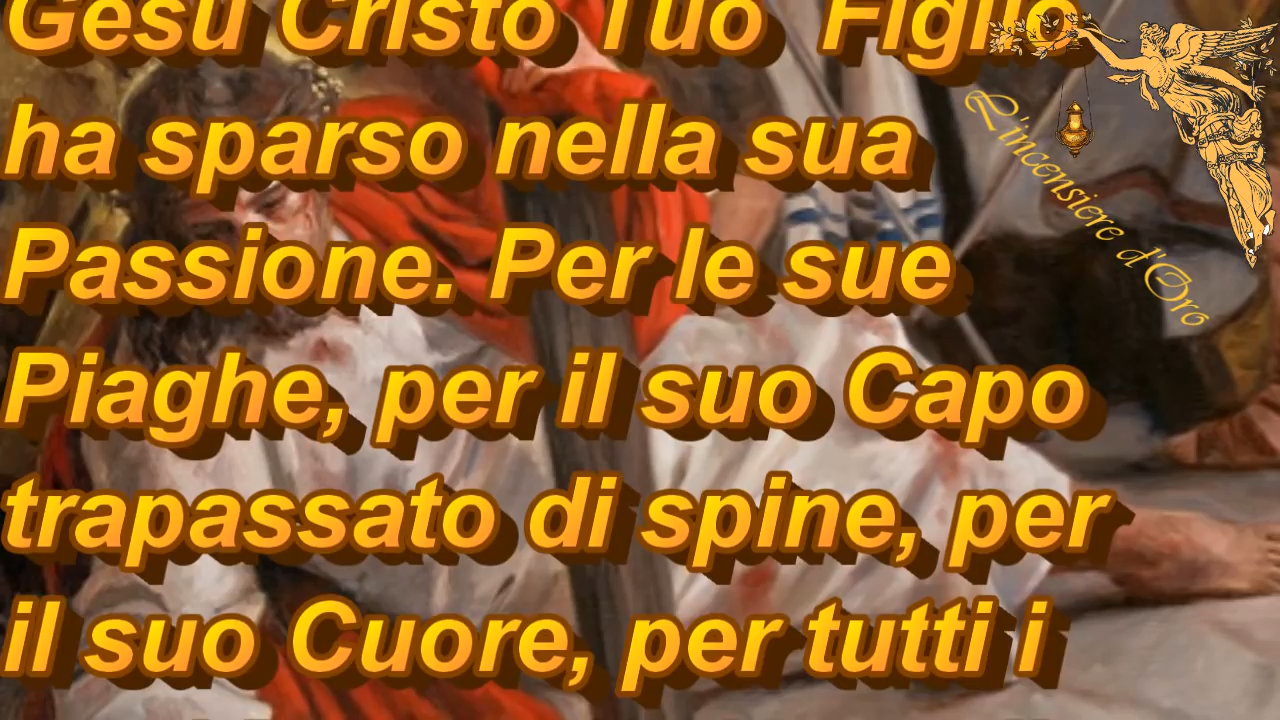 Gesù Cristo Tuo Figlio
ha sparso nella sua
Passione. Per le sue
Piaghe, per il suo Capo
trapassato di spine, per
il suo Cuore, per tutti i
L'incensiere d'Oro